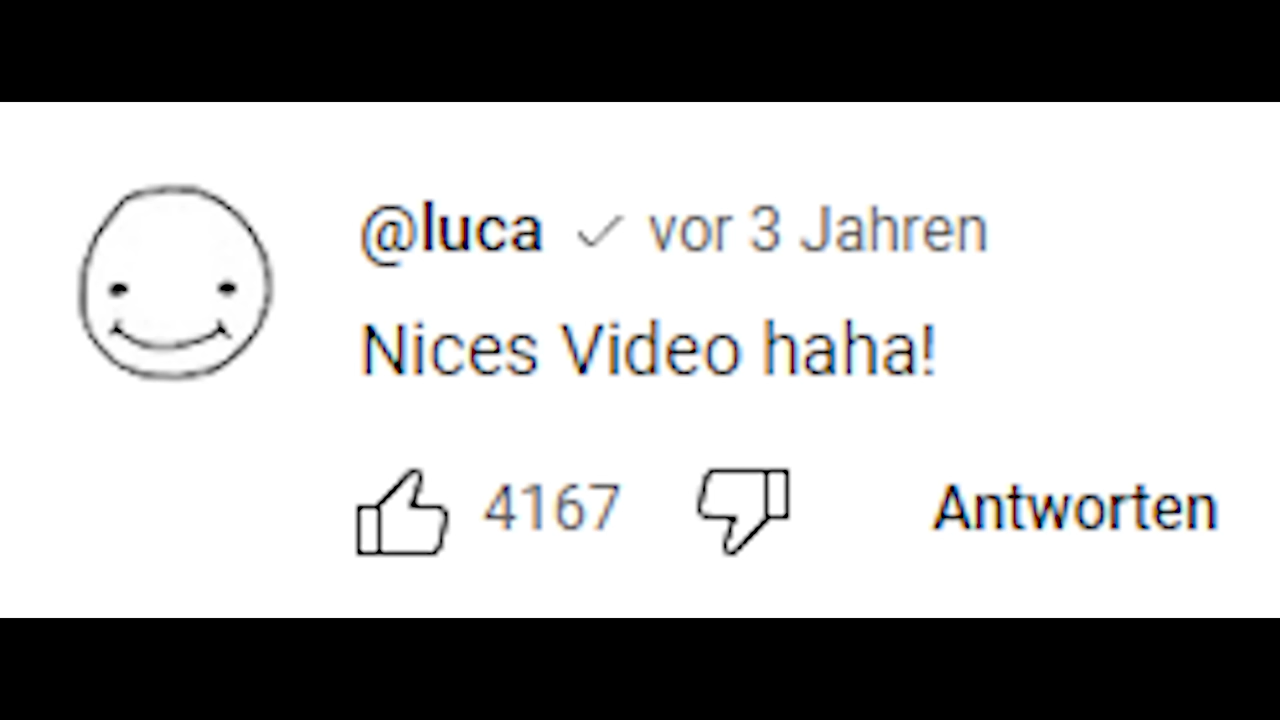 @luca ✓ vor 3 Jahren
Nices Video haha!
4167 Antworten